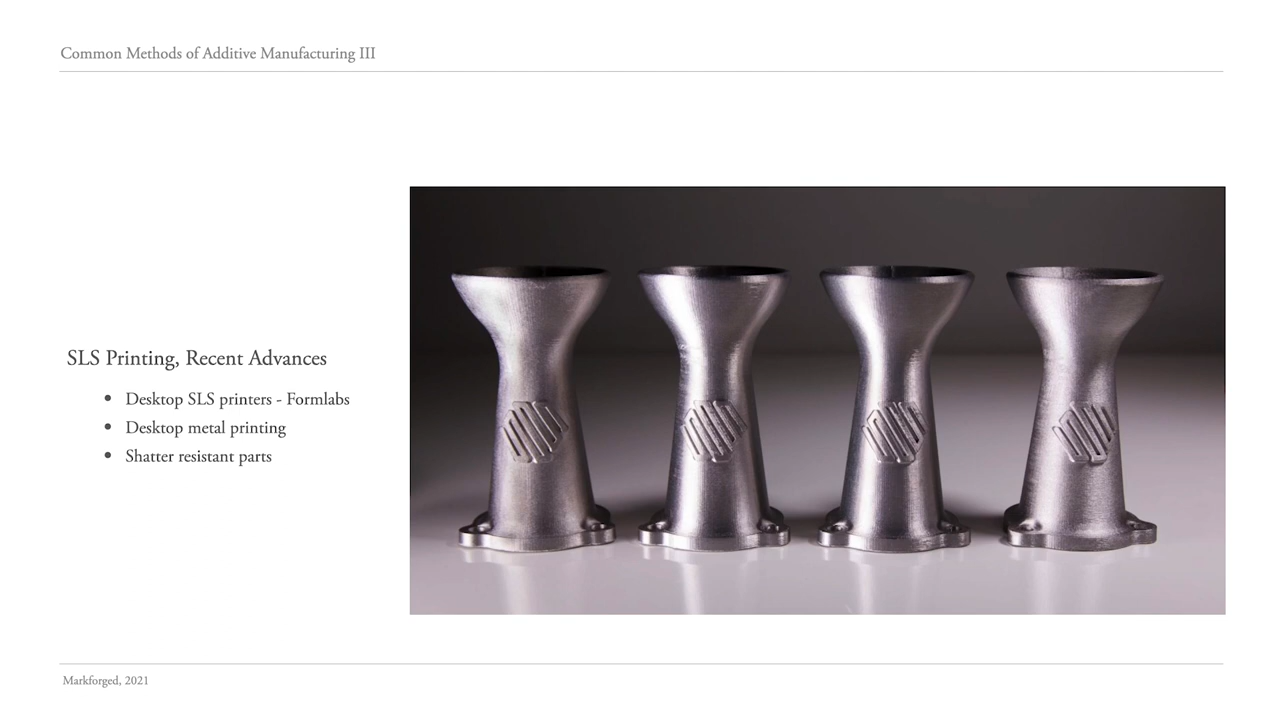 Common Methods of Additive Manufacturing III
SLS Printing, Recent Advances
• Desktop SLS printers - Formlabs
• Desktop metal printing
• Shatter resistant parts
Markforged, 2021